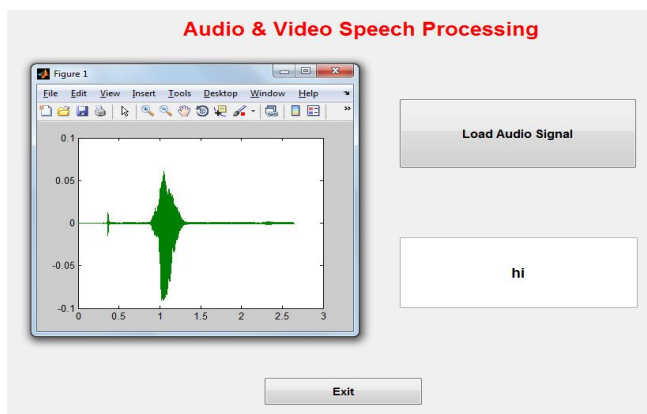 Audio & Video Speech Processing
Figure 1
File Edit View Insert Tools Desktop Window Help
0.1
0.05
0
-0.05
-0.1
0 0.5 1 1.5 2 2.5 3
Load Audio Signal
hi
Exit